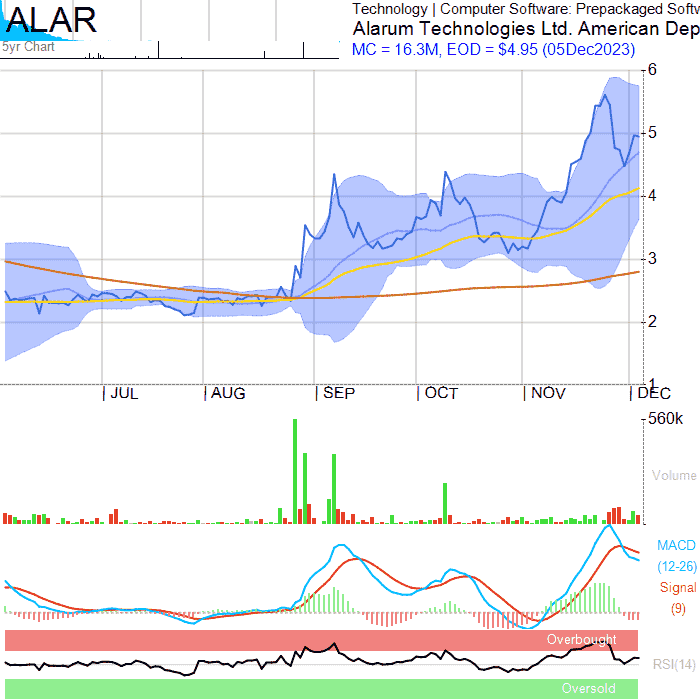 ALAR
5yr Chart
Technology | Computer Software: Prepackaged Softw
Alarum Technologies Ltd. American Dep
MC = 16.3M, EOD = $4.95 (05Dec2023)
6
5
4
3
2
1
JUL
AUG
SEP
OCT
NOV
DEC
560k
Volume
MACD
(12-26)
Signal
(9)
Overbought
RSI(14)
Oversold